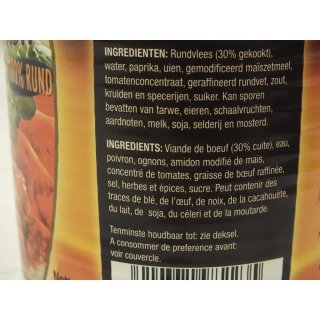 100% RUND
INGREDIENTEN: Rundvlees (30% gekookt),
water, paprika, uien, gemodificeerd maiszetmeel,
tomatenconcentraat, geraffineerd rundvet, zout,
kruiden en specerijen, suiker. Kan sporen
bevatten van tarwe, eieren, schaalvruchten,
aardnoten, melk, soja, selderij en mosterd.
INGREDIENTS: Viande de boeuf (30% cuite), eau,
poivron, ognons, amidon modifié de mais,
concentré de tomates, graisse de bœuf raffinée,
sel, herbes et épices, sucre. Peut contenir des
traces de blé, de l'œuf, de noix, de la cacahouète,
du lait, de soja, du céleri et de la moutarde.
Tenminste houdbaar tot: zie deksel.
A consommer de preference avant:
voir couvercle.